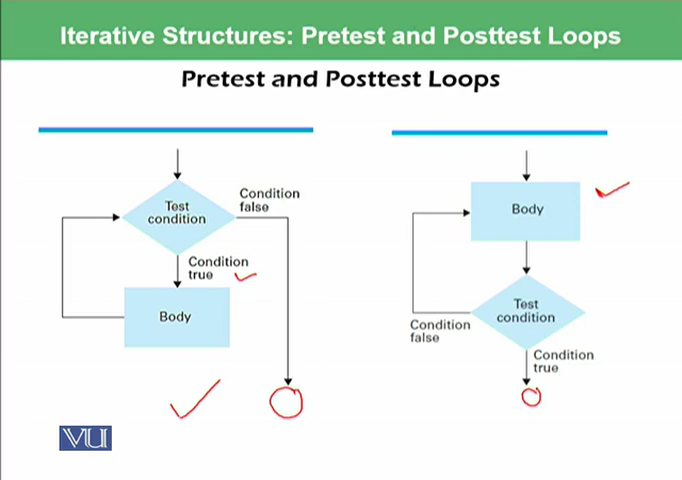 Iterative Structures: Pretest and Posttest Loops
Pretest and Posttest Loops
Test
condition
Condition
false
Condition
true
Body
Body
Test
condition
Condition
false
Condition
true
VU